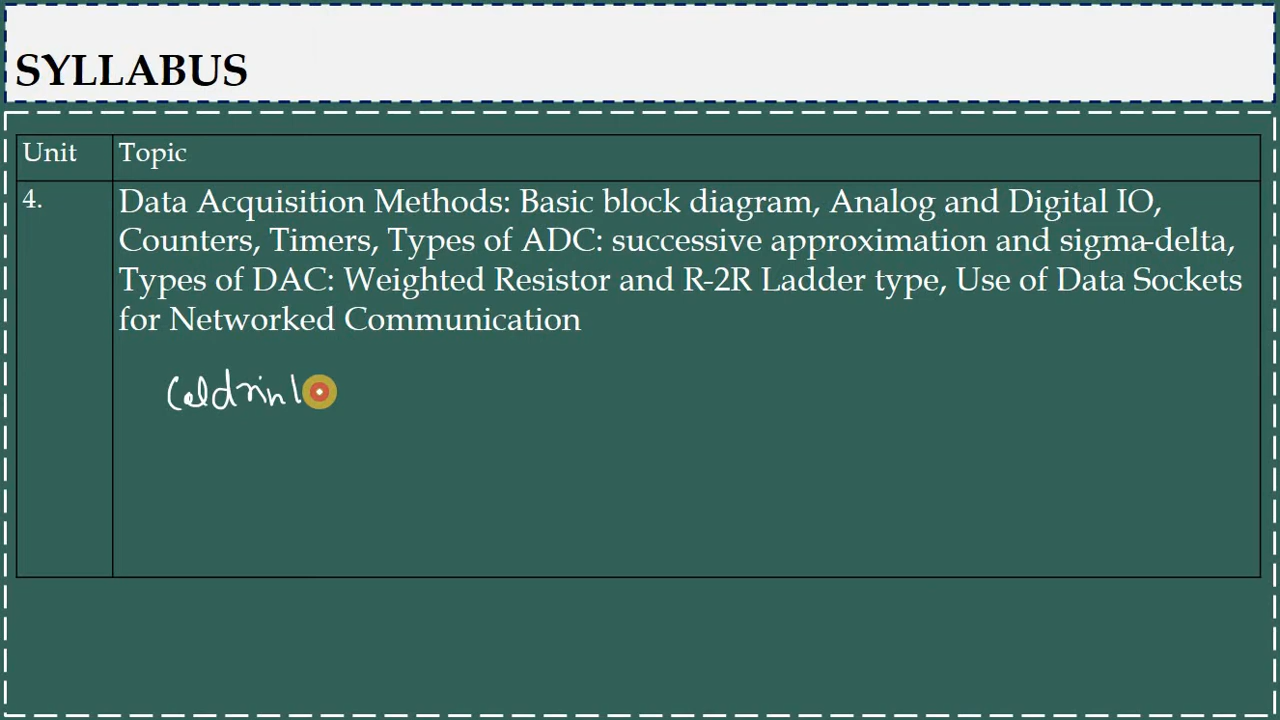 SYLLABUS
Unit
Topic
4.
Data Acquisition Methods: Basic block diagram, Analog and Digital IO,
Counters, Timers, Types of ADC: successive approximation and sigma-delta,
Types of DAC: Weighted Resistor and R-2R Ladder type, Use of Data Sockets
for Networked Communication